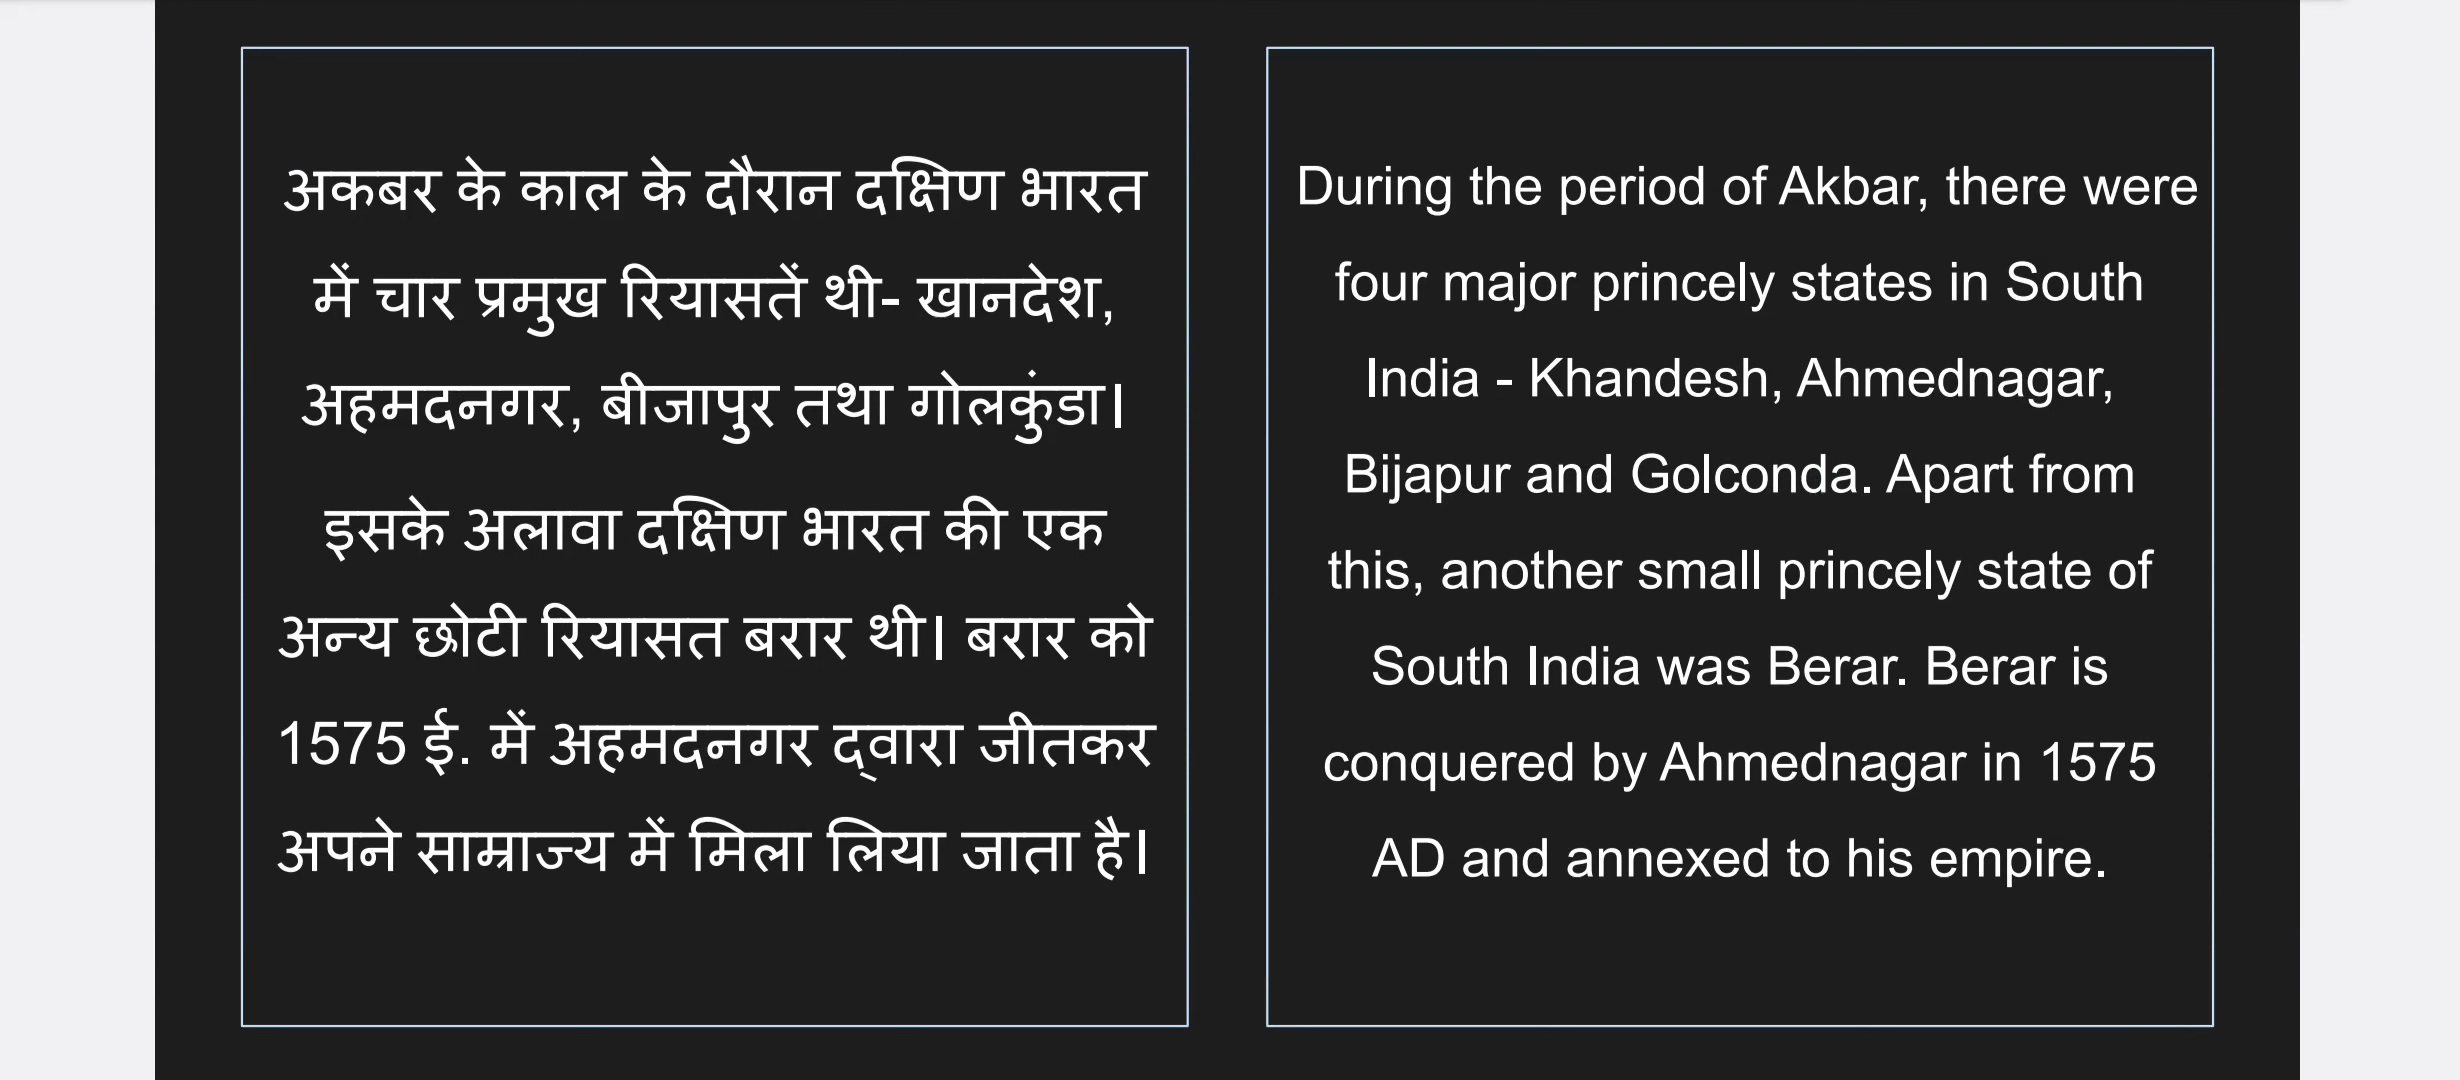 अकबर के काल के दौरान दक्षिण भारत
में चार प्रमुख रियासतें थी- खानदेश,
अहमदनगर, बीजापुर तथा गोलकुंडा।
इसके अलावा दक्षिण भारत की एक
अन्य छोटी रियासत बरार थी। बरार को
1575 ई. में अहमदनगर द्वारा जीतकर
अपने साम्राज्य में मिला लिया जाता है।
During the period of Akbar, there were
four major princely states in South
India - Khandesh, Ahmednagar,
Bijapur and Golconda. Apart from
this, another small princely state of
South India was Berar. Berar is
conquered by Ahmednagar in 1575
AD and annexed to his empire.